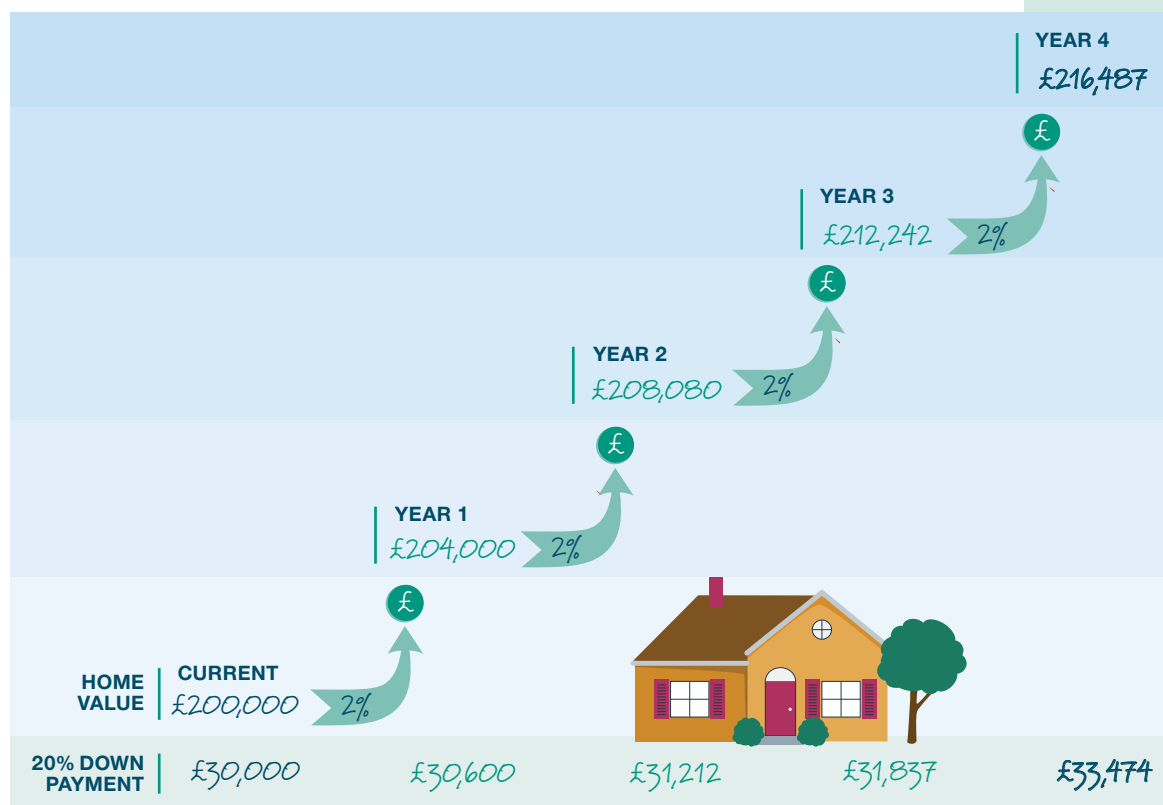 YEAR 4
£216,487
£
YEAR 3
£212,242
2%
£
YEAR 2
£208,080
2%
£
YEAR 1
£204,000
2%
£
HOME
VALUE
CURRENT
£200,000
2%
20% DOWN
PAYMENT
£30,000
£30,600
£31,212
£31,837
£33,474